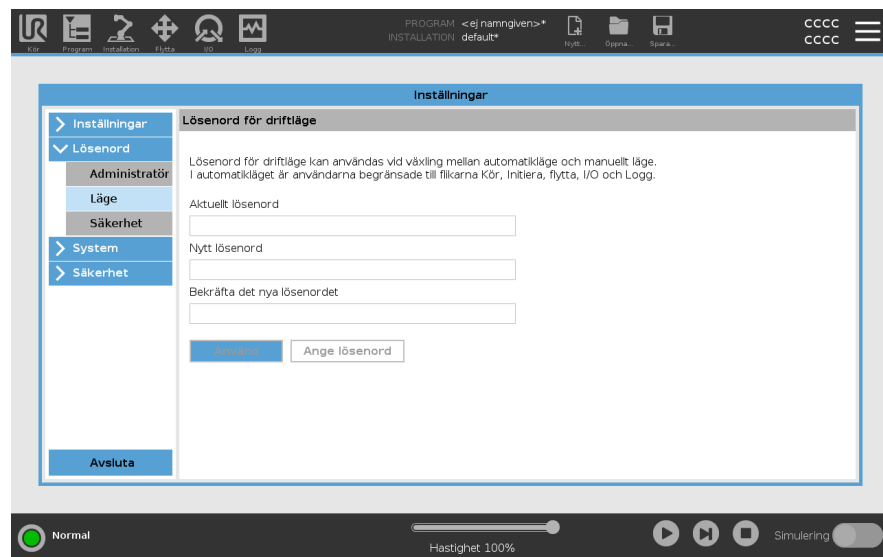 PROGRAM <ej namngiven>*
INSTALLATION default*
CCCC
CCCC
Kör Program Installation Flytta I/O Logg Nytt... Öppna... Spara...
Inställningar
Inställningar
Lösenord
Administratör
Läge
Säkerhet
System
Säkerhet
Avsluta
Lösenord för driftläge
Lösenord för driftläge kan användas vid växling mellan automatikläge och manuellt läge.
I automatikläget är användarna begränsade till flikarna Kör, Initiera, flytta, I/O och Logg.
Aktuellt lösenord
Nytt lösenord
Bekräfta det nya lösenordet
Använd Ange lösenord
Normal
Hastighet 100%
Simulering